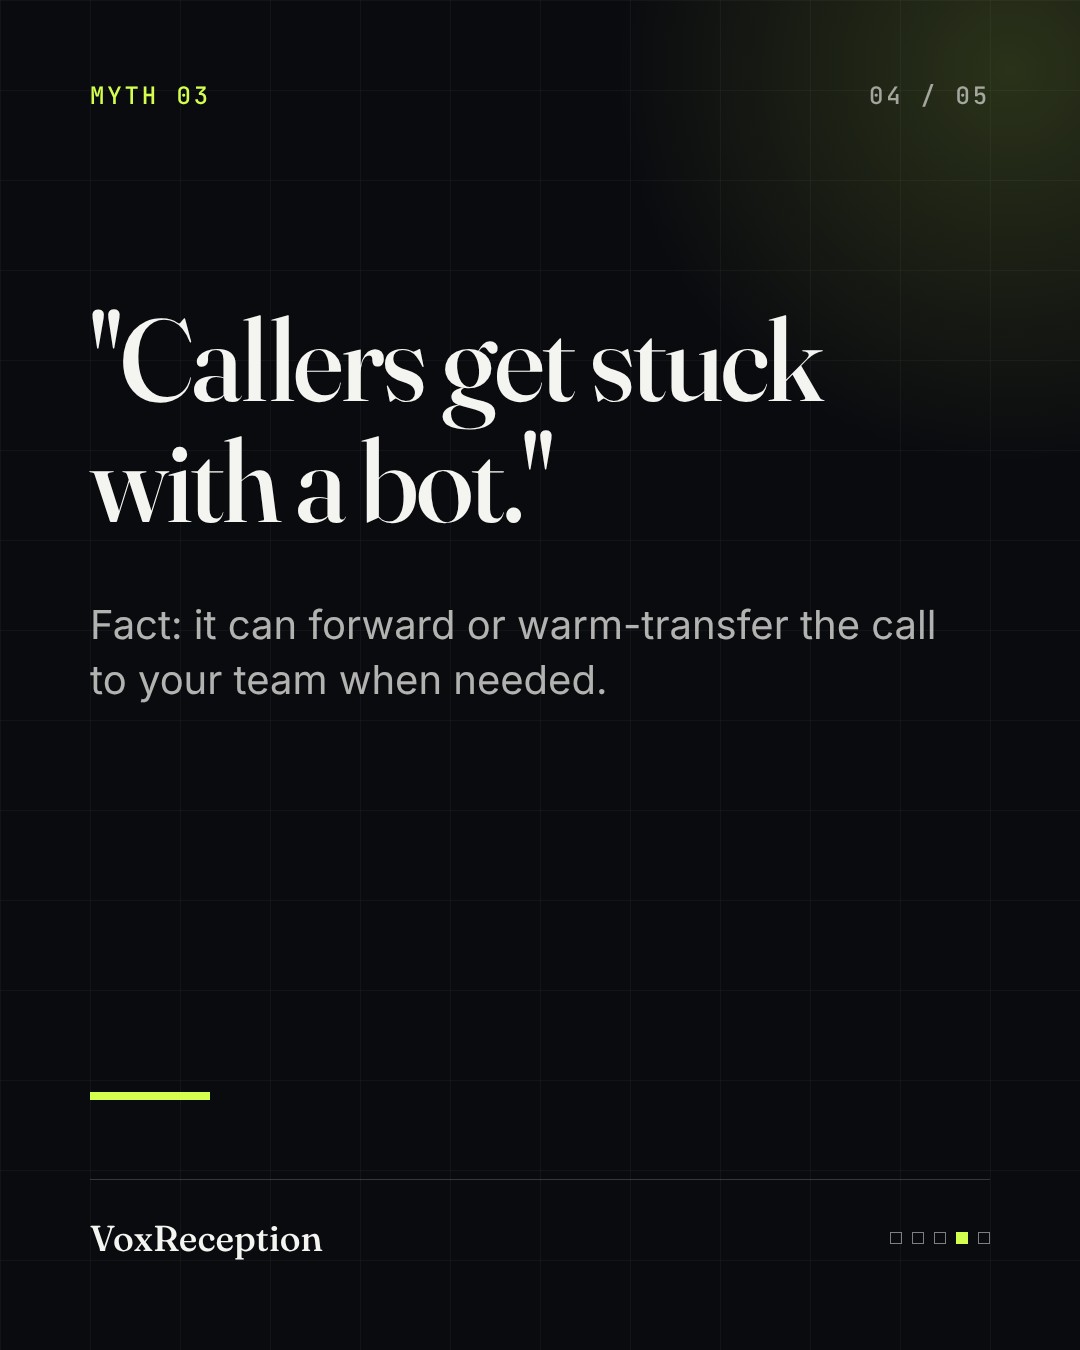 MYTH 03
04 / 05
"Callers get stuck
with a bot."
Fact: it can forward or warm-transfer the call
to your team when needed.
VoxReception